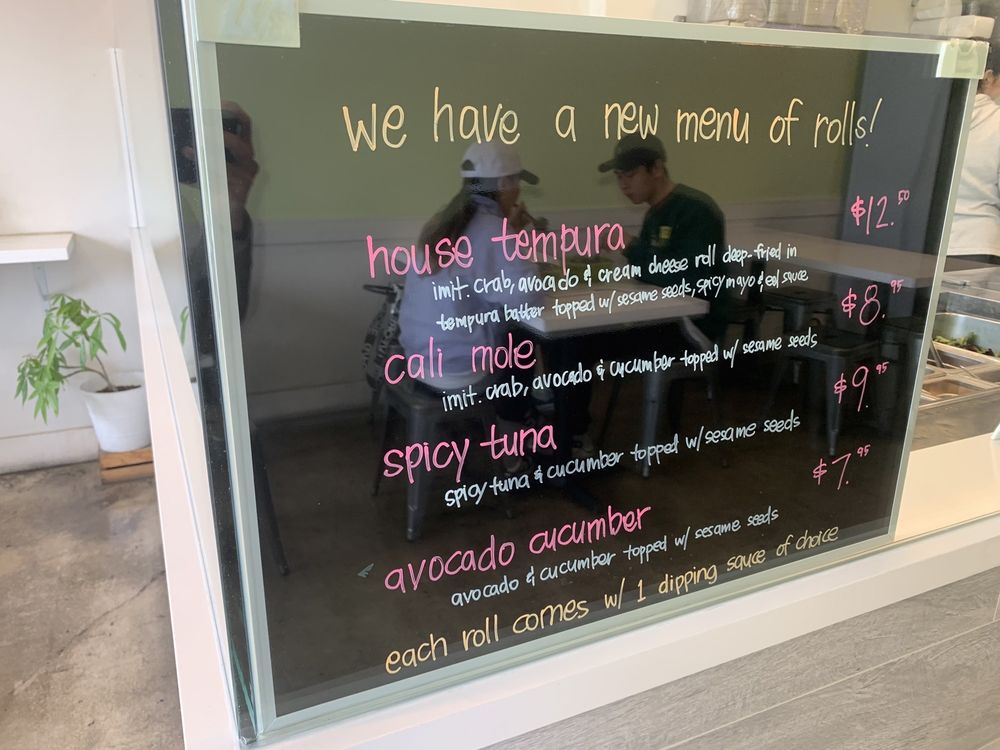 we have a new menu of rolls!
house tempura $12.50
imit. crab, avocado & cream cheese roll deep-fried in
tempura batter topped w/ sesame seeds, spicy mayo & eel sauce
cali mole $8.95
imit. crab, avocado & cucumber topped w/ sesame seeds
spicy tuna $9.95
spicy tuna & cucumber topped w/ sesame seeds
avocado cucumber $7.95
avocado & cucumber topped w/ sesame seeds
each roll comes w/ 1 dipping sauce of choice